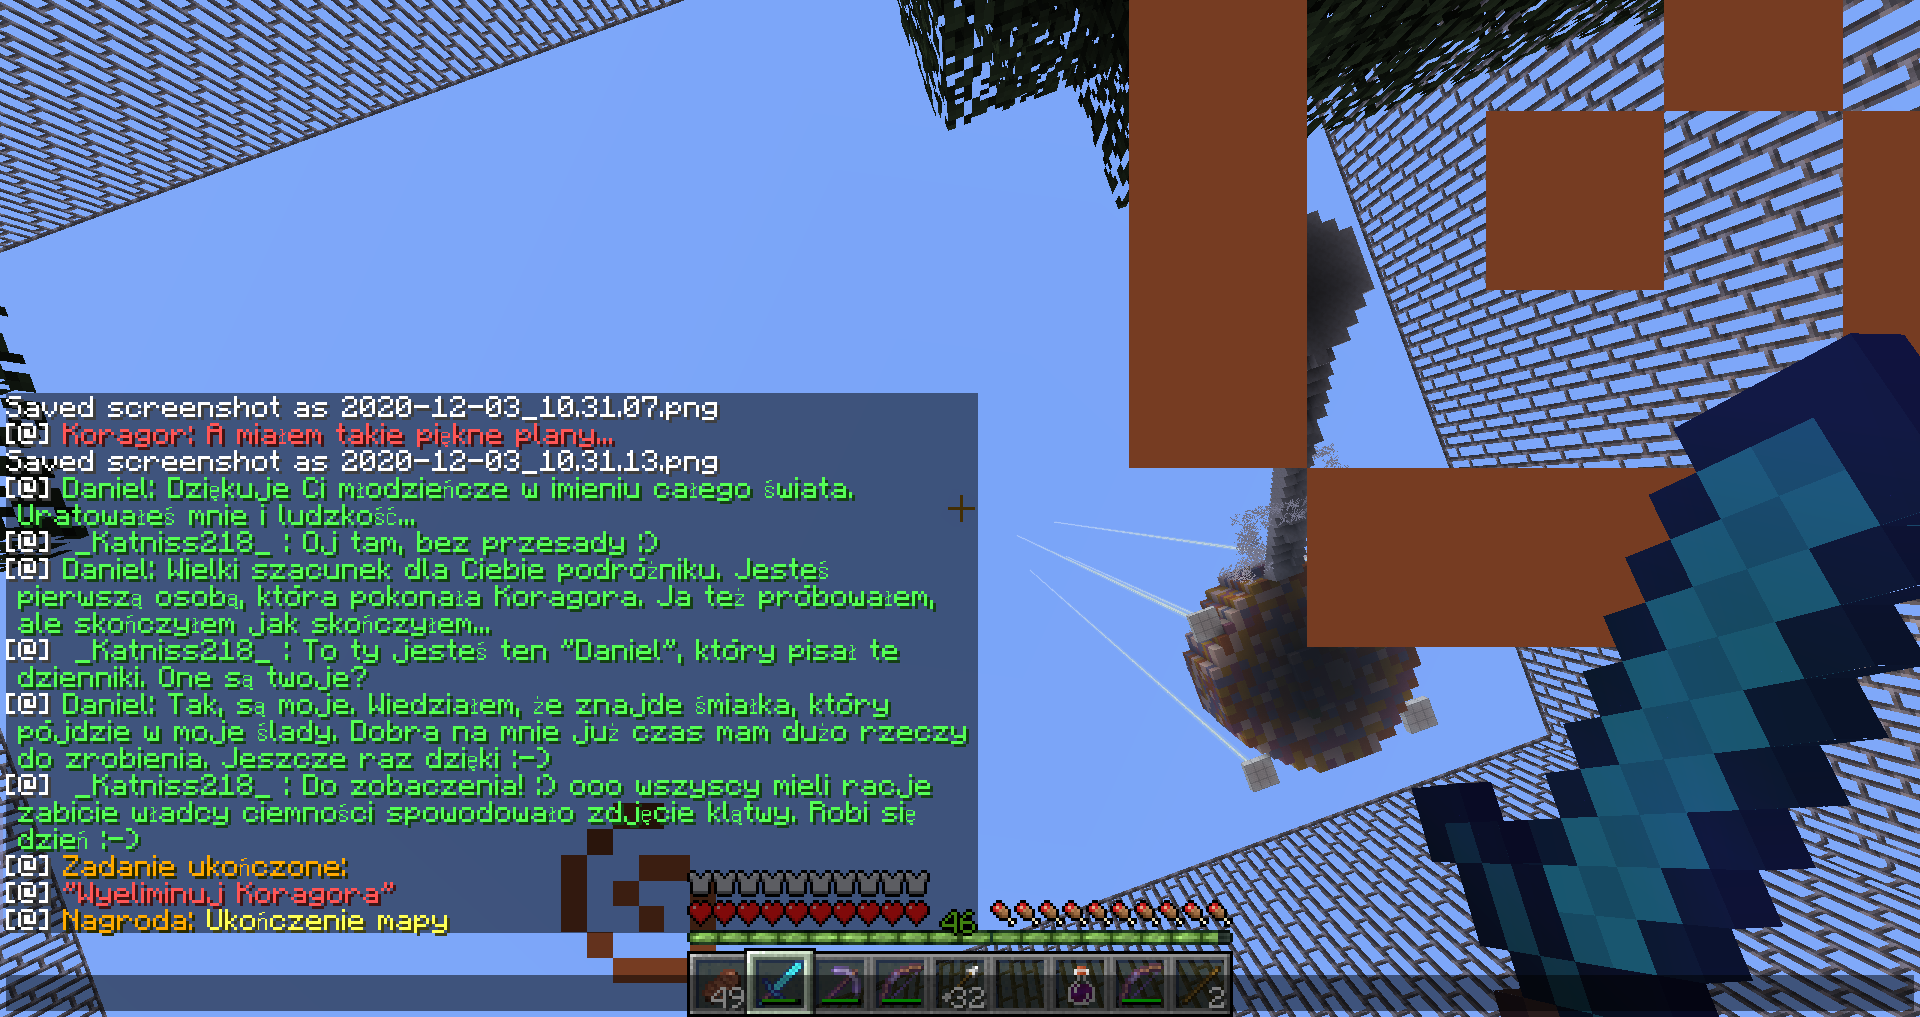 Saved screenshot as 2020-12-03_10.31.07.png
[@] Koragor: A miałem takie piękne plany...
Saved screenshot as 2020-12-03_10.31.13.png
[@] Daniel: Dziękuje Ci młodzieńcze w imieniu całego świata.
Uratowałeś mnie i ludzkość...
[@] _Katniss218_ : Oj tam, bez przesady :)
[@] Daniel: Wielki szacunek dla Ciebie podróżniku. Jesteś
pierwszą osobą, która pokonała Koragora. Ja też próbowałem,
ale skończyłem jak skończyłem...
[@] _Katniss218_ : To ty jesteś ten "Daniel", który pisał te
dzienniki. One są twoje?
[@] Daniel: Tak, są moje. Wiedziałem, że znajde śmiałka, który
pójdzie w moje ślady. Dobra na mnie już czas mam dużo rzeczy
do zrobienia. Jeszcze raz dzięki :-)
[@] _Katniss218_ : Do zobaczenia! :) ooo wszyscy mieli racje
zabicie władcy ciemności spowodowało zdjęcie klątwy. Robi się
dzień :-)
[@] Zadanie ukończone:
[@] "Wyeliminuj Koragora"
[@] Nagroda: Ukończenie mapy
46
49 32 2